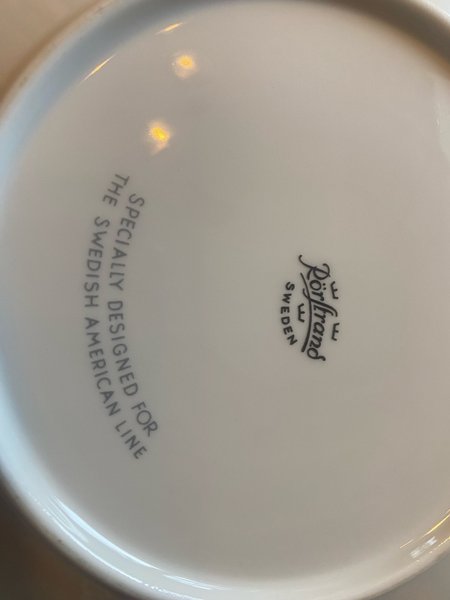 Rörstrand
SWEDEN
SPECIALLY DESIGNED FOR
THE SWEDISH AMERICAN LINE